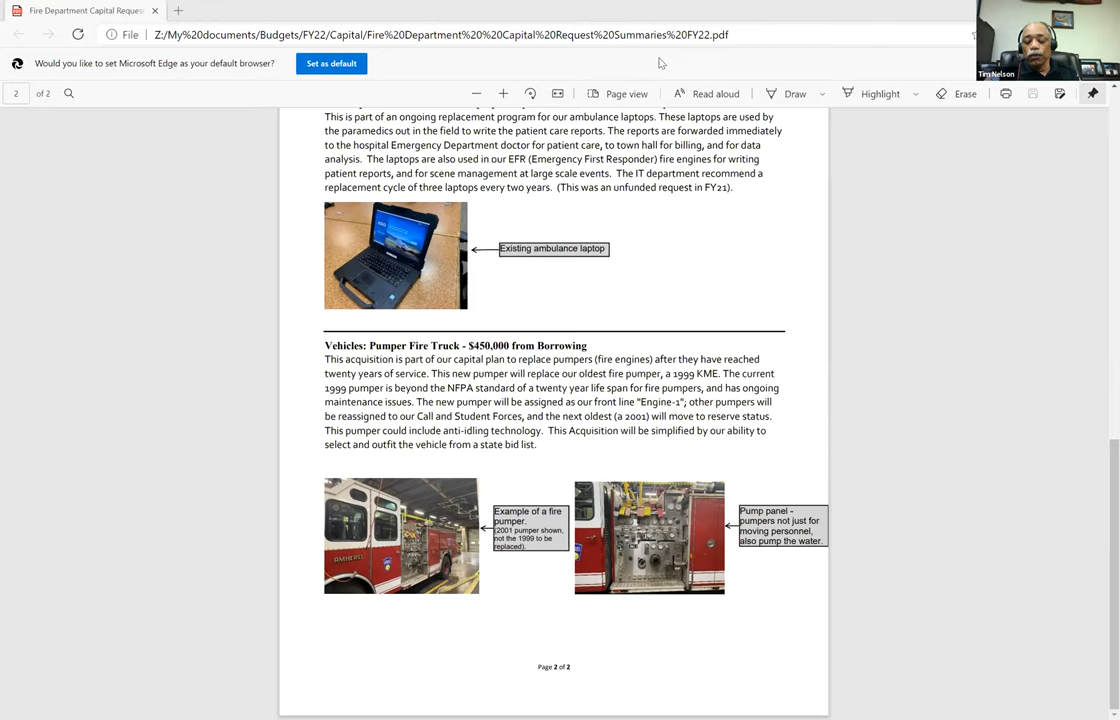 Fire Department Capital Reques
File
Z:/My%20documents/Budgets/FY22/Capital/Fire%20Department%20%20Capital%20Request%20Summaries%20FY22.pdf
Would you like to set Microsoft Edge as your default browser?
Set as default
2 of 2
Page view
Read aloud
Draw
Highlight
Erase
Tim Nelson
This is part of an ongoing replacement program for our ambulance laptops. These laptops are used by
the paramedics out in the field to write the patient care reports. The reports are forwarded immediately
to the hospital Emergency Department doctor for patient care, to town hall for billing, and for data
analysis. The laptops are also used in our EFR (Emergency First Responder) fire engines for writing
patient reports, and for scene management at large scale events. The IT department recommend a
replacement cycle of three laptops every two years. (This was an unfunded request in FY21).
Existing ambulance laptop
Vehicles: Pumper Fire Truck - $450,000 from Borrowing
This acquisition is part of our capital plan to replace pumpers (fire engines) after they have reached
twenty years of service. This new pumper will replace our oldest fire pumper, a 1999 KME. The current
1999 pumper is beyond the NFPA standard of a twenty year life span for fire pumpers, and has ongoing
maintenance issues. The new pumper will be assigned as our front line "Engine-1"; other pumpers will
be reassigned to our Call and Student Forces, and the next oldest (a 2001) will move to reserve status.
This pumper could include anti-idling technology. This Acquisition will be simplified by our ability to
select and outfit the vehicle from a state bid list.
AMHERST
Example of a fire
pumper.
(2001 pumper shown,
not the 1999 to be
replaced).
Pump panel -
pumpers not just for
moving personnel,
also pump the water.
Page 2 of 2